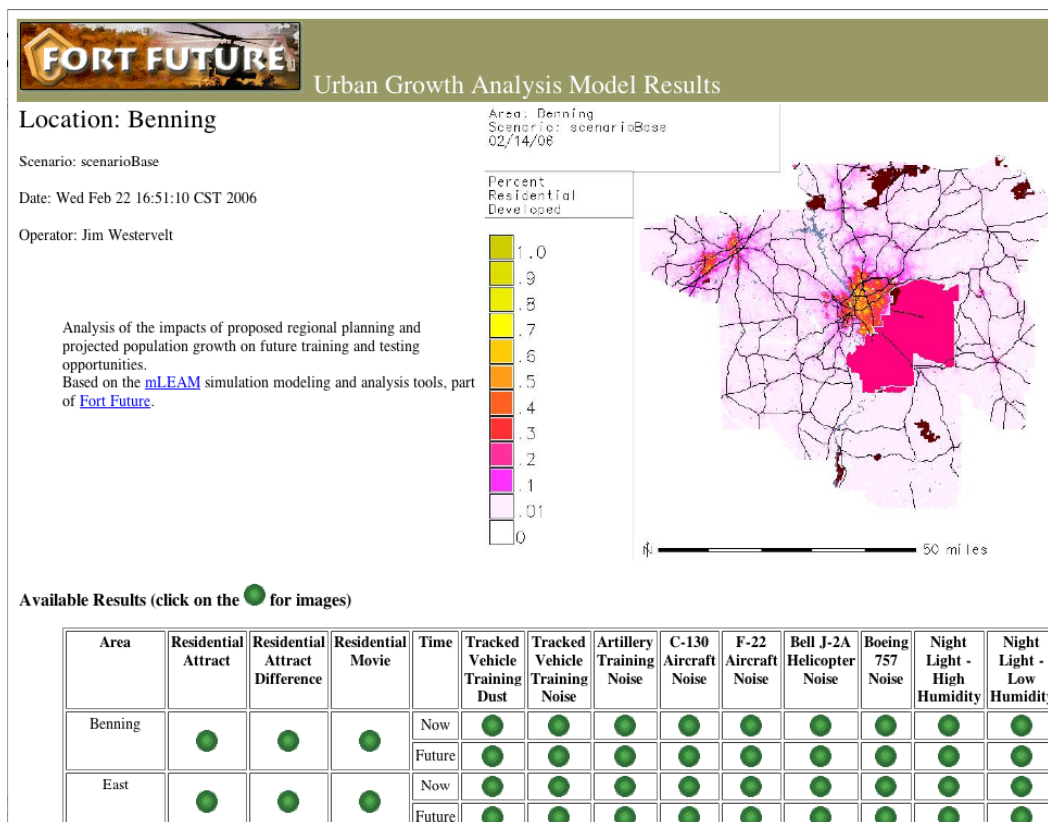 FORT FUTURE
Urban Growth Analysis Model Results
Location: Benning
Scenario: scenarioBase
Date: Wed Feb 22 16:51:10 CST 2006
Operator: Jim Westervelt
Analysis of the impacts of proposed regional planning and
projected population growth on future training and testing
opportunities.
Based on the mLEAM simulation modeling and analysis tools, part
of Fort Future.
Area: Benning
Scenario: scenarioBase
02/14/06
Percent
Residential
Developed
1.0
.9
.8
.7
.6
.5
.4
.3
.2
.1
.01
0
N
50 miles
Available Results (click on the for images)
Area Residential Attract Residential Attract Difference Residential Movie Time Tracked Vehicle Training Dust Tracked Vehicle Training Noise Artillery Training Noise C-130 Aircraft Noise F-22 Aircraft Noise Bell J-2A Helicopter Noise Boeing 757 Noise Night Light - High Humidity Night Light - Low Humidity
Benning Now
Future
East Now
Future